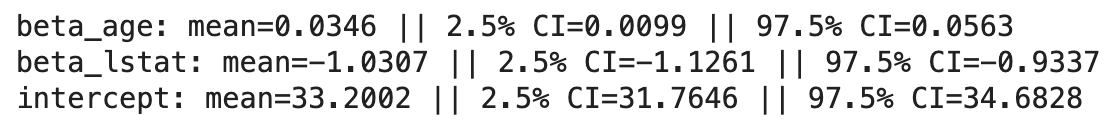 beta_age: mean=0.0346 || 2.5% CI=0.0099 || 97.5% CI=0.0563
beta_lstat: mean=-1.0307 || 2.5% CI=-1.1261 || 97.5% CI=-0.9337
intercept: mean=33.2002 || 2.5% CI=31.7646 || 97.5% CI=34.6828